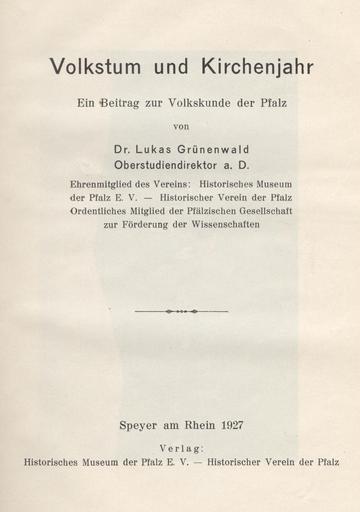 Volkstum und Kirchenjahr
Ein Beitrag zur Volkskunde der Pfalz
von
Dr. Lukas Grünenwald
Oberstudiendirektor a. D.
Ehrenmitglied des Vereins: Historisches Museum
der Pfalz E. V. — Historischer Verein der Pfalz
Ordentliches Mitglied der Pfälzischen Gesellschaft
zur Förderung der Wissenschaften
Speyer am Rhein 1927
Verlag:
Historisches Museum der Pfalz E. V. — Historischer Verein der Pfalz